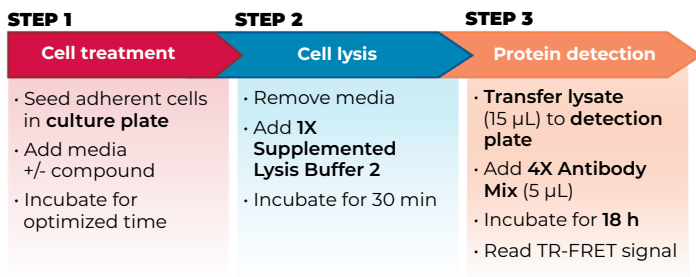 STEP 1
Cell treatment
· Seed adherent cells
in culture plate
· Add media
+/- compound
· Incubate for
optimized time
STEP 2
Cell lysis
· Remove media
· Add 1X
Supplemented
Lysis Buffer 2
· Incubate for 30 min
STEP 3
Protein detection
· Transfer lysate
(15 µL) to detection
plate
· Add 4X Antibody
Mix (5 µL)
· Incubate for 18 h
· Read TR-FRET signal